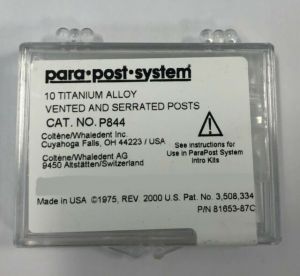 para•post•system®
10 TITANIUM ALLOY
VENTED AND SERRATED POSTS
CAT. NO. P844
Coltène/Whaledent Inc.
Cuyahoga Falls, OH 44223 / USA
Coltène/Whaledent AG
9450 Altstätten/Switzerland
See instructions for
Use in ParaPost System
Intro Kits
Made in USA ©1975, REV. 2000 U.S. Pat. No. 3,508,334
P/N 81653-87C